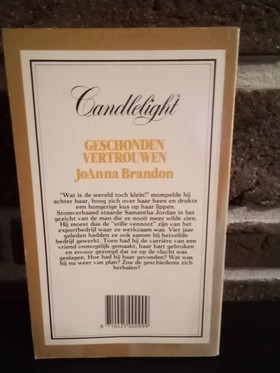 Candlelight
GESCHONDEN
VERTROUWEN
JoAnna Brandon
"Wat is de wereld toch klein!" mompelde hij
achter haar, boog zich over haar heen en drukte
een hongerige kus op haar lippen.
Stomverbaasd staarde Samantha Jordan in het
gezicht van de man die ze nooit meer wilde zien.
Hij moest dus de "stille vennoot" zijn van het
exportbedrijf waar ze werkzaam was. Vier jaar
geleden hadden ze ook samen bij hetzelfde
bedrijf gewerkt. Toen had hij de carrière van een
vriend onmogelijk gemaakt, haar hart gebroken
en ervoor gezorgd dat ze op de vlucht was
geslagen. Hoe had hij haar gevonden? Wat was
hij nu weer van plan? Zou de geschiedenis zich
herhalen?
8 710421 000999